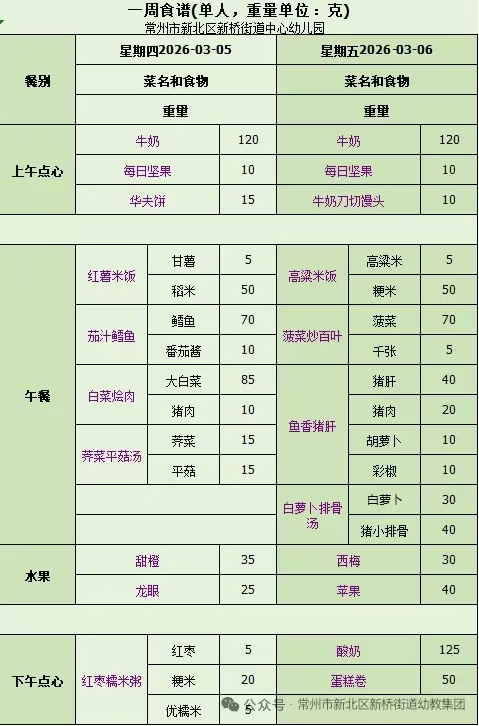 一周食谱(单人，重量单位：克)
常州市新北区新桥街道中心幼儿园
餐别 星期四2026-03-05 星期五2026-03-06
菜名和食物 菜名和食物
重量 重量
上午点心 牛奶 120 牛奶 120
每日坚果 10 每日坚果 10
华夫饼 15 牛奶刀切馒头 10
午餐 红薯米饭 甘薯 5 高粱米饭 高粱米 5
稻米 50 粳米 50
茄汁鳕鱼 鳕鱼 70 菠菜炒百叶 菠菜 70
番茄酱 10 千张 5
白菜烩肉 大白菜 85 鱼香猪肝 猪肝 40
猪肉 10 猪肉 20
荠菜平菇汤 荠菜 15 胡萝卜 10
平菇 15 彩椒 10
白萝卜排骨汤 白萝卜 30
猪小排骨 40
水果 甜橙 35 西梅 30
龙眼 25 苹果 40
下午点心 红枣糯米粥 红枣 5 酸奶 125
粳米 20 蛋糕卷 50
优糯米 5
公众号·常州市新北区新桥街道幼教集团